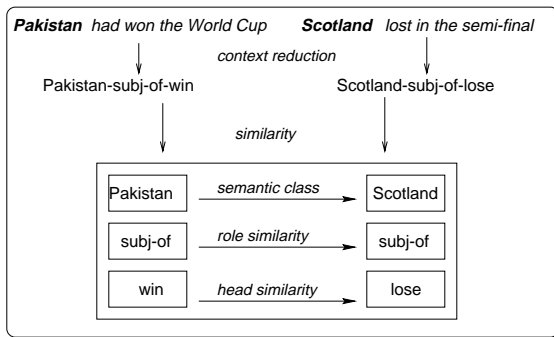 Pakistan had won the World Cup Scotland lost in the semi-final
context reduction
Pakistan-subj-of-win Scotland-subj-of-lose
similarity
Pakistan semantic class Scotland
subj-of role similarity subj-of
win head similarity lose